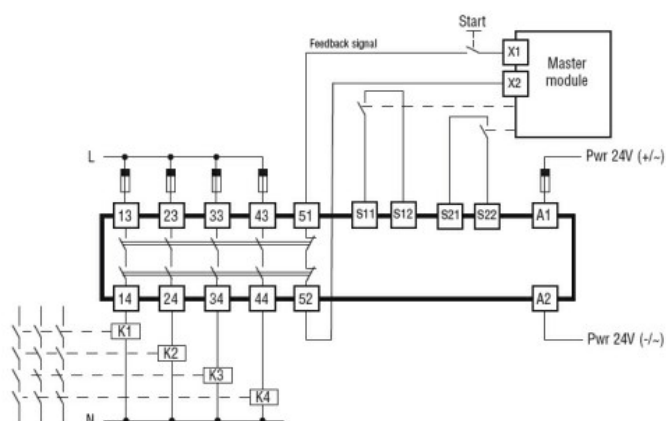 Start
Feedback signal
X1
Master
module
X2
L
Pwr 24V (+/~)
13 23 33 43 51 S11 S12 S21 S22 A1
14 24 34 44 52 A2
K1
Pwr 24V (-/~)
K2
K3
K4
N